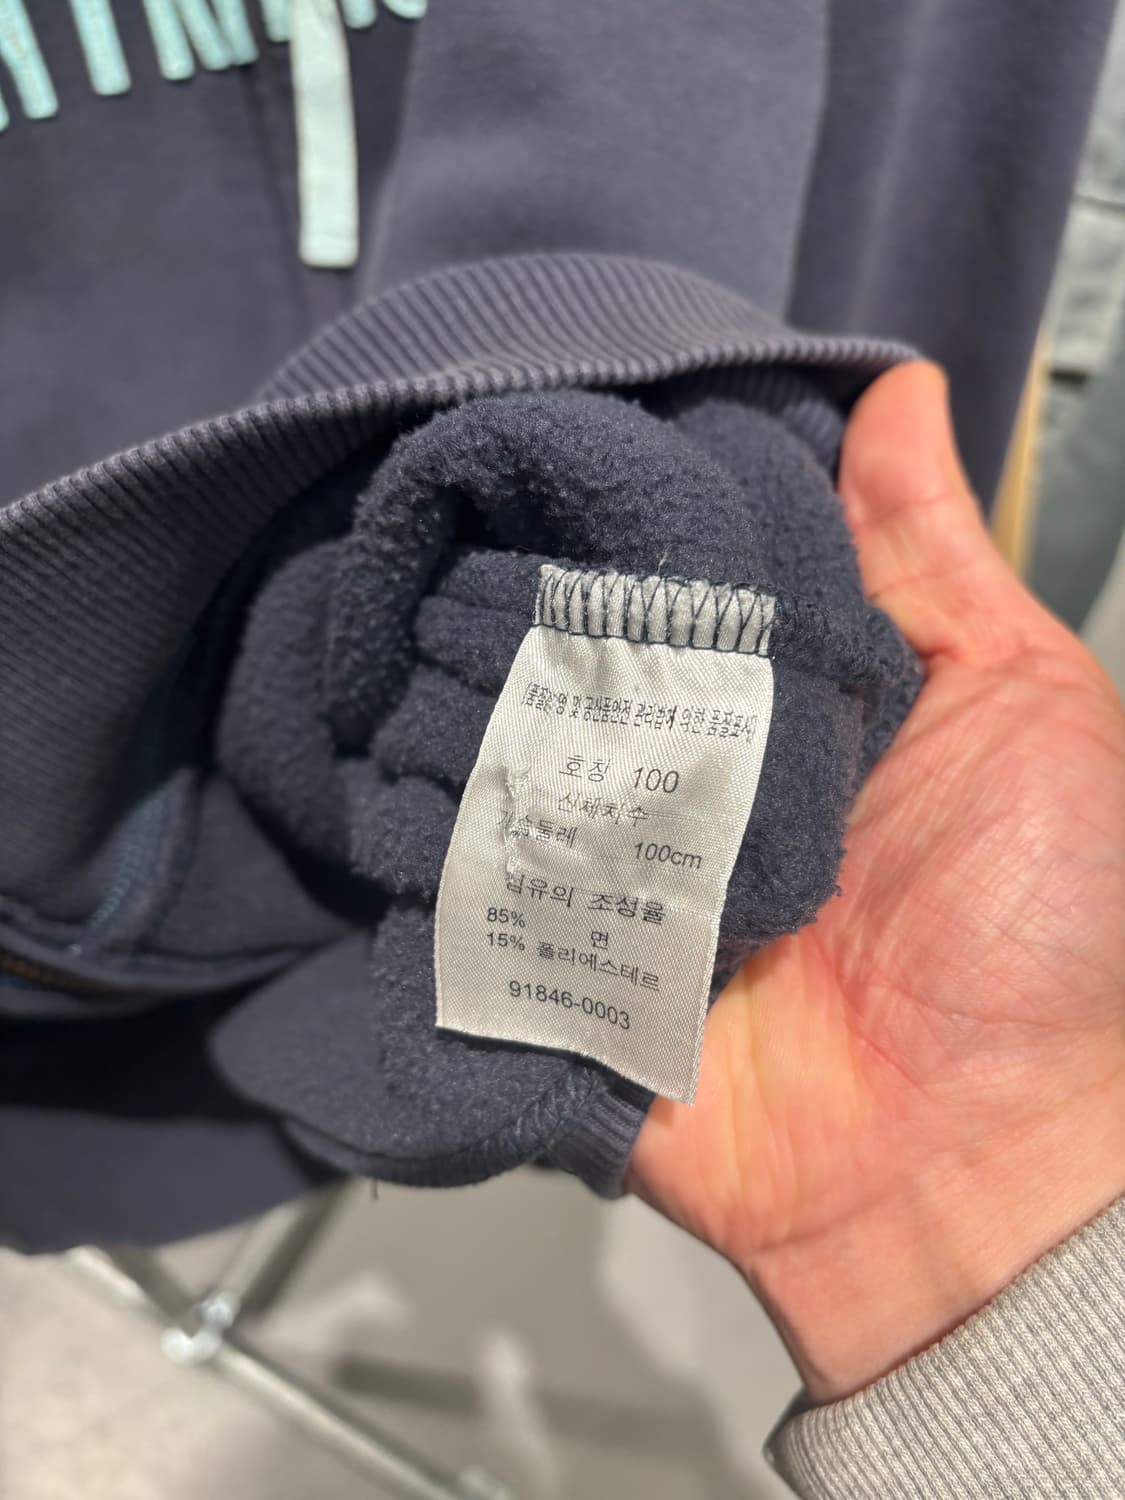 호칭 100
신체치수
가슴둘레 100cm
섬유의 조성율
85% 면
15% 폴리에스테르
91846-0003